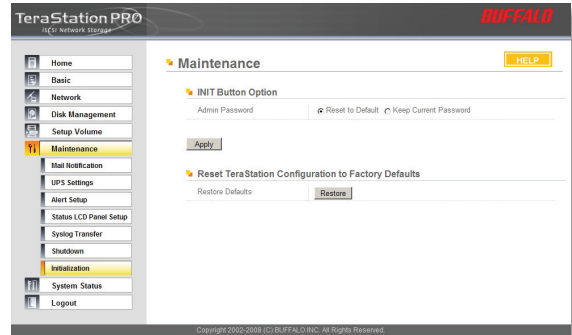 TeraStation PRO
iSCSI Network Storage
BUFFALO
Home
Basic
Network
Disk Management
Setup Volume
Maintenance
Mail Notification
UPS Settings
Alert Setup
Status LCD Panel Setup
Syslog Transfer
Shutdown
Initialization
System Status
Logout
Maintenance
HELP
INIT Button Option
Admin Password Reset to Default Keep Current Password
Apply
Reset TeraStation Configuration to Factory Defaults
Restore Defaults Restore
Copyright 2002-2008 (C) BUFFALO INC. All Rights Reserved.